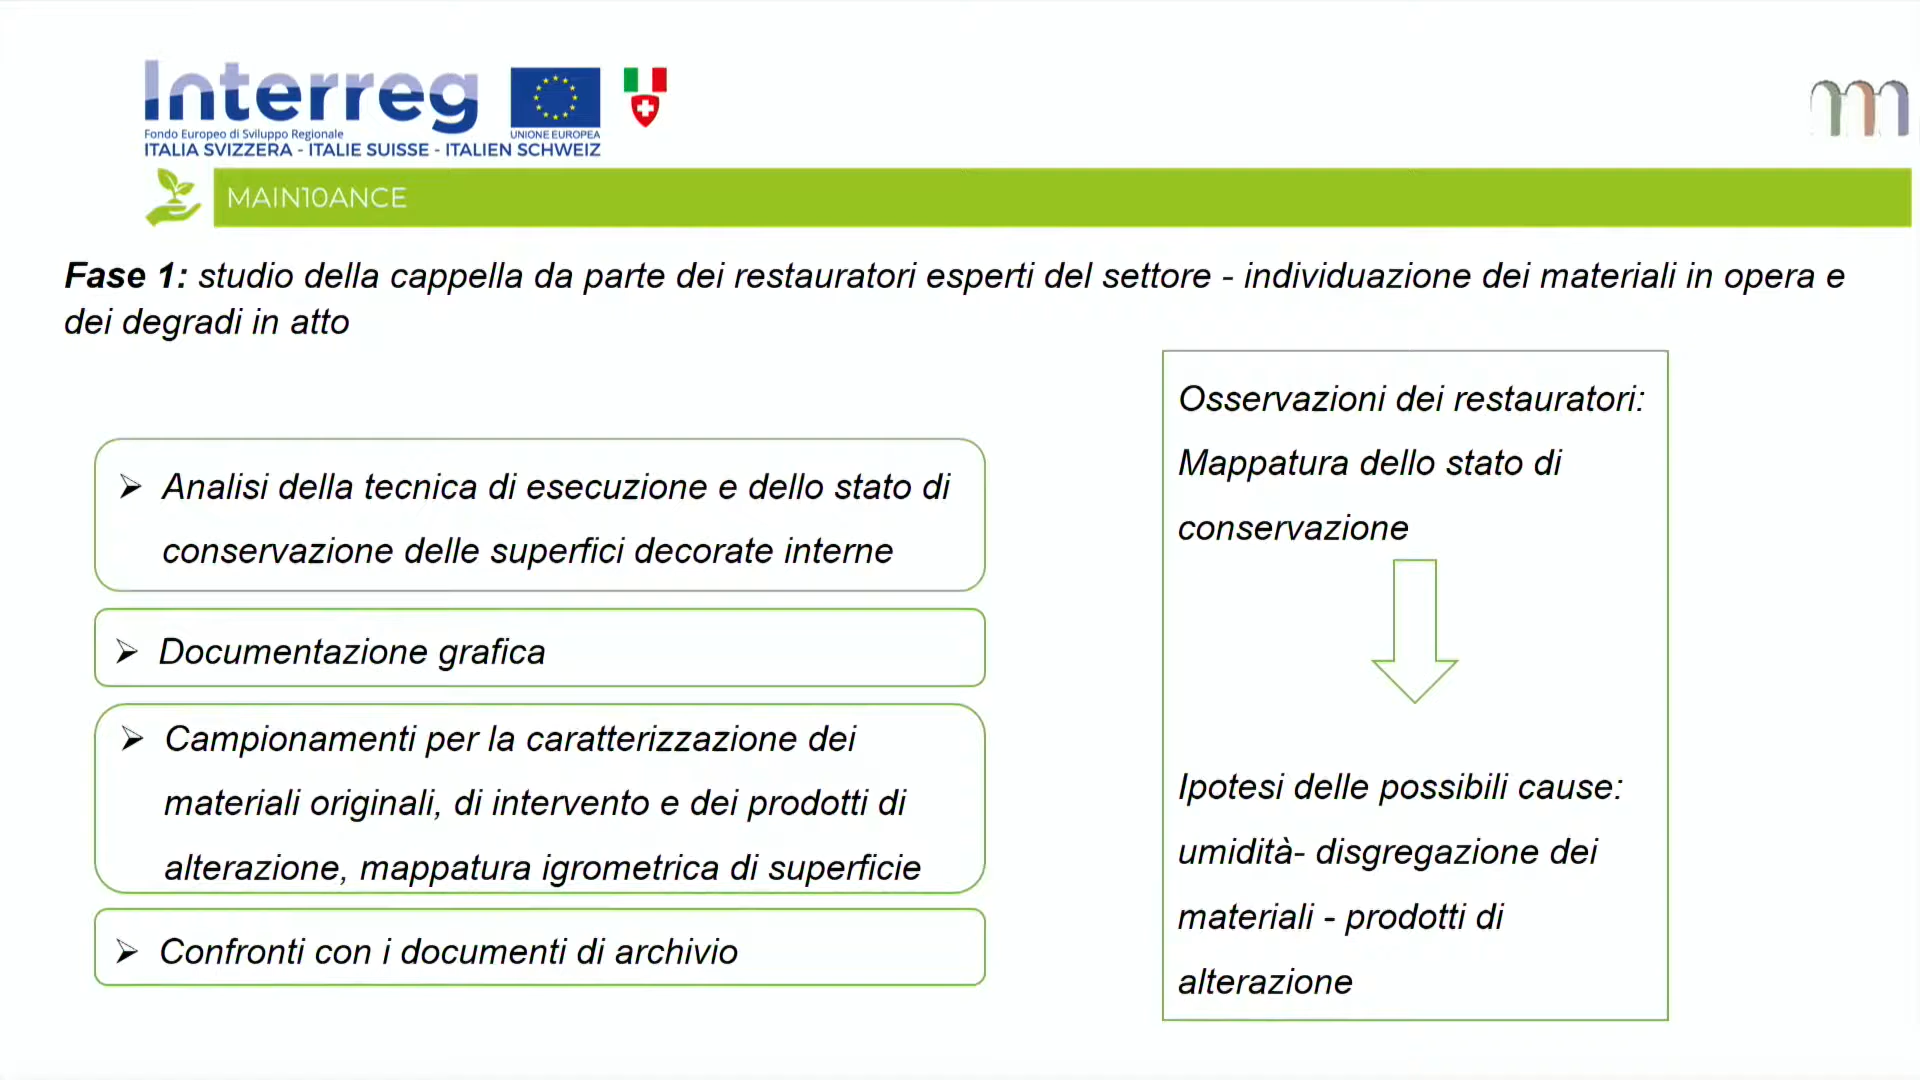 Interreg
Fondo Europeo di Sviluppo Regionale
UNIONE EUROPEA
ITALIA SVIZZERA - ITALIE SUISSE - ITALIEN SCHWEIZ
MAIN10ANCE
Fase 1: studio della cappella da parte dei restauratori esperti del settore - individuazione dei materiali in opera e
dei degradi in atto
➢ Analisi della tecnica di esecuzione e dello stato di
conservazione delle superfici decorate interne
➢ Documentazione grafica
➢ Campionamenti per la caratterizzazione dei
materiali originali, di intervento e dei prodotti di
alterazione, mappatura igrometrica di superficie
➢ Confronti con i documenti di archivio
Osservazioni dei restauratori:
Mappatura dello stato di
conservazione
Ipotesi delle possibili cause:
umidità- disgregazione dei
materiali - prodotti di
alterazione